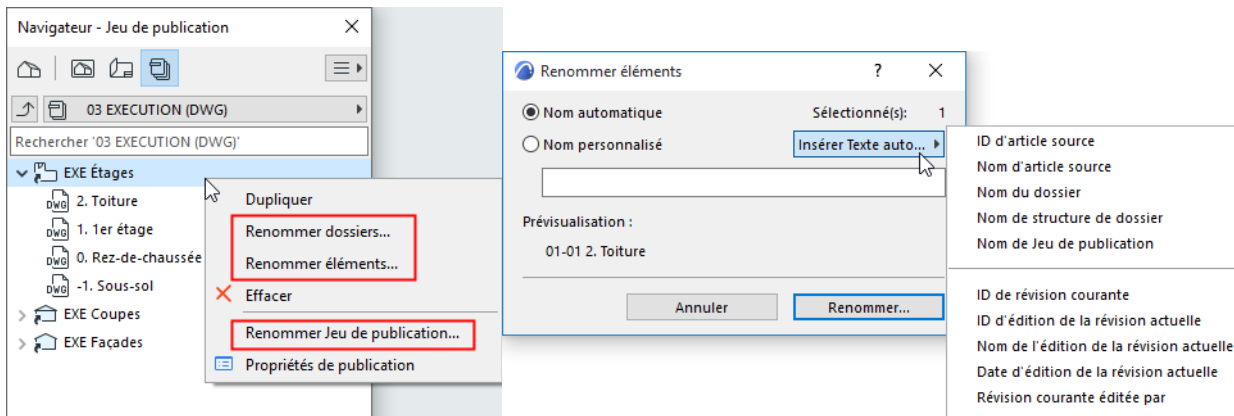 Navigateur - Jeu de publication
03 EXECUTION (DWG)
Rechercher '03 EXECUTION (DWG)'
EXE Étages
DWG 2. Toiture
DWG 1. 1er étage
DWG 0. Rez-de-chaussée
DWG -1. Sous-sol
EXE Coupes
EXE Façades
Dupliquer
Renommer dossiers...
Renommer éléments...
Effacer
Renommer Jeu de publication...
Propriétés de publication
Renommer éléments
?
Nom automatique
Sélectionné(s): 1
Nom personnalisé
Insérer Texte auto...
Prévisualisation :
01-01 2. Toiture
Annuler
Renommer...
ID d'article source
Nom d'article source
Nom du dossier
Nom de structure de dossier
Nom de Jeu de publication
ID de révision courante
ID d'édition de la révision actuelle
Nom de l'édition de la révision actuelle
Date d'édition de la révision actuelle
Révision courante éditée par